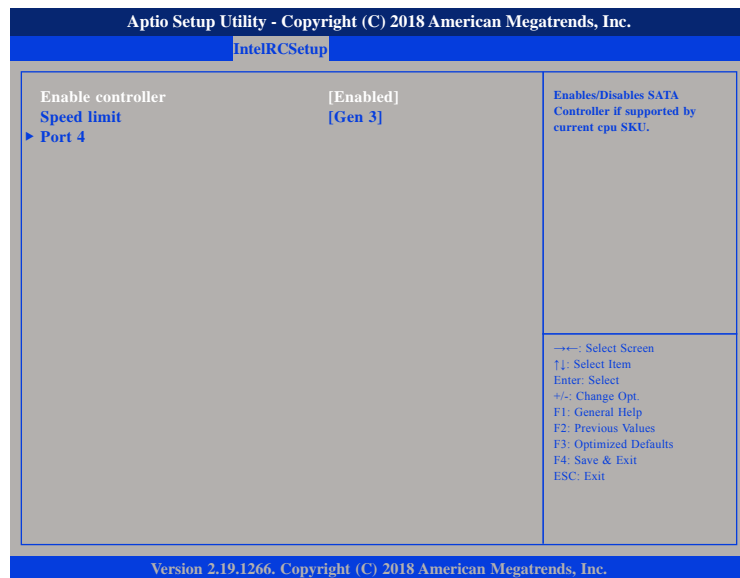 Aptio Setup Utility - Copyright (C) 2018 American Megatrends, Inc.
IntelRCSetup
Enable controller [Enabled]
Speed limit [Gen 3]
► Port 4
Enables/Disables SATA
Controller if supported by
current cpu SKU.
→←: Select Screen
↑↓: Select Item
Enter: Select
+/-: Change Opt.
F1: General Help
F2: Previous Values
F3: Optimized Defaults
F4: Save & Exit
ESC: Exit
Version 2.19.1266. Copyright (C) 2018 American Megatrends, Inc.